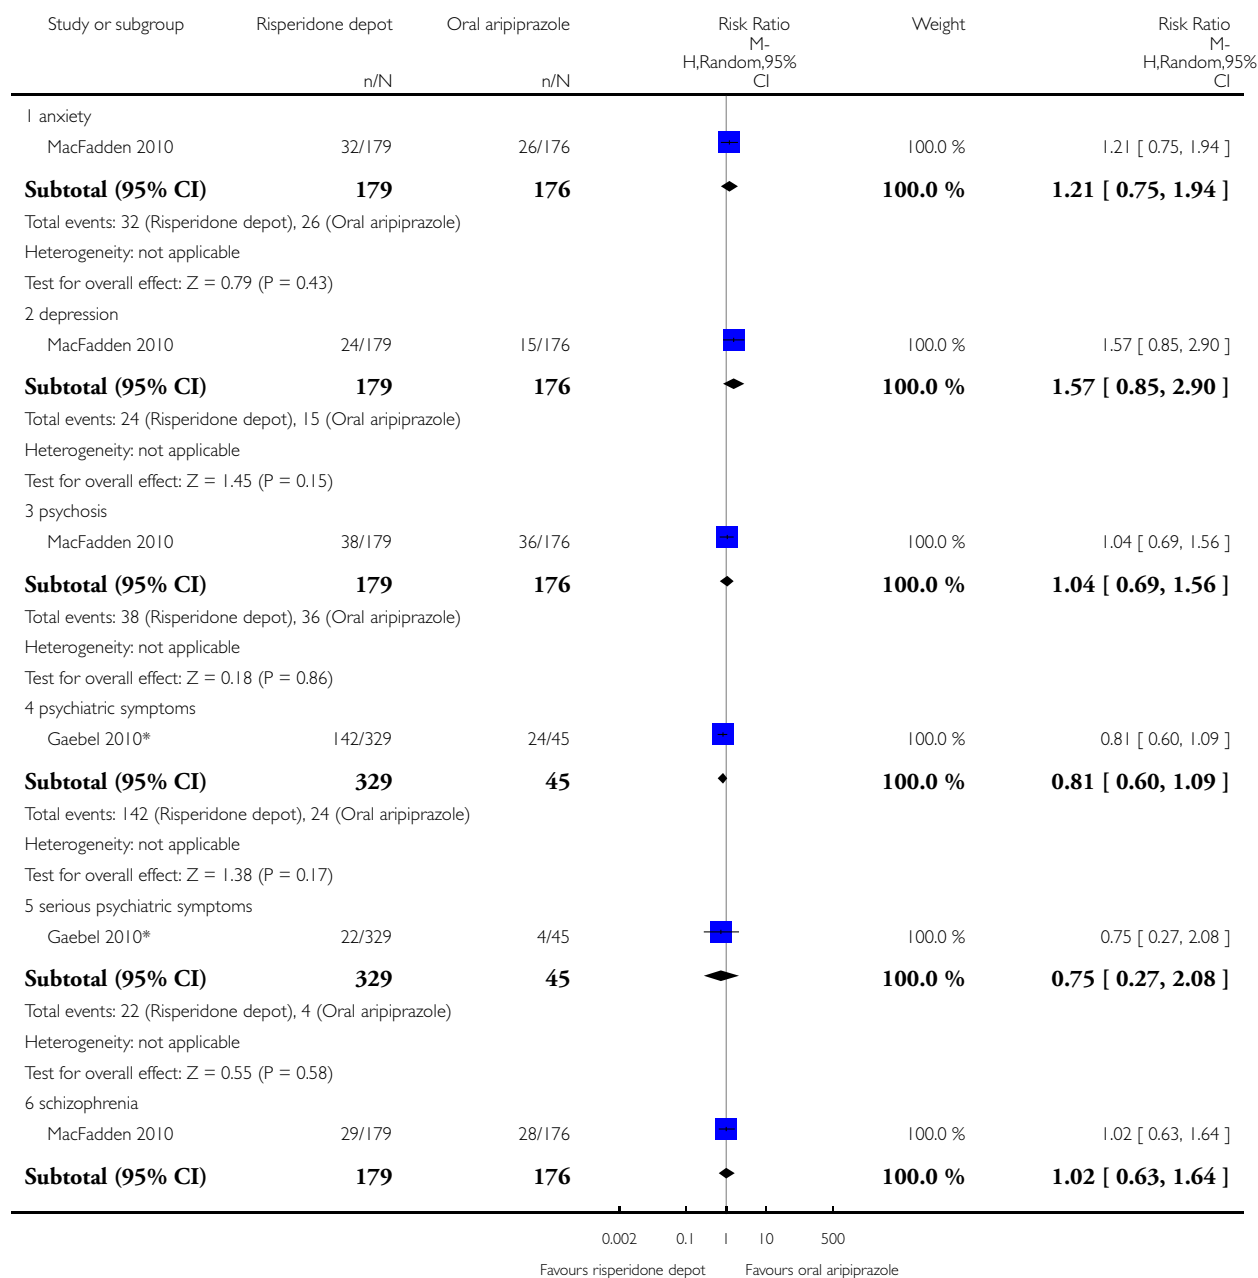 Study or subgroup Risperidone depot Oral aripiprazole Risk Ratio Weight Risk Ratio
M- M-
H,Random,95% H,Random,95%
n/N n/N CI CI
1 anxiety
MacFadden 2010 32/179 26/176 100.0 % 1.21 [ 0.75, 1.94 ]
Subtotal (95% CI) 179 176 100.0 % 1.21 [ 0.75, 1.94 ]
Total events: 32 (Risperidone depot), 26 (Oral aripiprazole)
Heterogeneity: not applicable
Test for overall effect: Z = 0.79 (P = 0.43)
2 depression
MacFadden 2010 24/179 15/176 100.0 % 1.57 [ 0.85, 2.90 ]
Subtotal (95% CI) 179 176 100.0 % 1.57 [ 0.85, 2.90 ]
Total events: 24 (Risperidone depot), 15 (Oral aripiprazole)
Heterogeneity: not applicable
Test for overall effect: Z = 1.45 (P = 0.15)
3 psychosis
MacFadden 2010 38/179 36/176 100.0 % 1.04 [ 0.69, 1.56 ]
Subtotal (95% CI) 179 176 100.0 % 1.04 [ 0.69, 1.56 ]
Total events: 38 (Risperidone depot), 36 (Oral aripiprazole)
Heterogeneity: not applicable
Test for overall effect: Z = 0.18 (P = 0.86)
4 psychiatric symptoms
Gaebel 2010* 142/329 24/45 100.0 % 0.81 [ 0.60, 1.09 ]
Subtotal (95% CI) 329 45 100.0 % 0.81 [ 0.60, 1.09 ]
Total events: 142 (Risperidone depot), 24 (Oral aripiprazole)
Heterogeneity: not applicable
Test for overall effect: Z = 1.38 (P = 0.17)
5 serious psychiatric symptoms
Gaebel 2010* 22/329 4/45 100.0 % 0.75 [ 0.27, 2.08 ]
Subtotal (95% CI) 329 45 100.0 % 0.75 [ 0.27, 2.08 ]
Total events: 22 (Risperidone depot), 4 (Oral aripiprazole)
Heterogeneity: not applicable
Test for overall effect: Z = 0.55 (P = 0.58)
6 schizophrenia
MacFadden 2010 29/179 28/176 100.0 % 1.02 [ 0.63, 1.64 ]
Subtotal (95% CI) 179 176 100.0 % 1.02 [ 0.63, 1.64 ]
0.002 0.1 1 10 500
Favours risperidone depot Favours oral aripiprazole